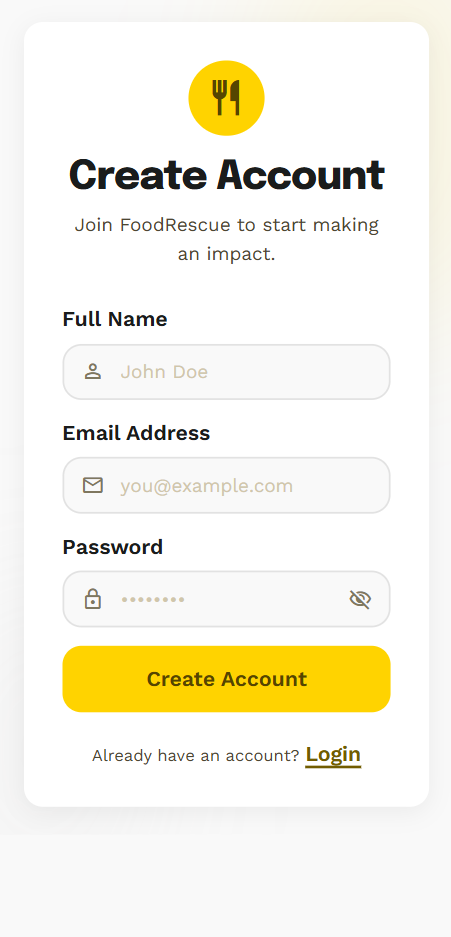 Create Account
Join FoodRescue to start making
an impact.
Full Name
John Doe
Email Address
you@example.com
Password
••••••••
Create Account
Already have an account? Login